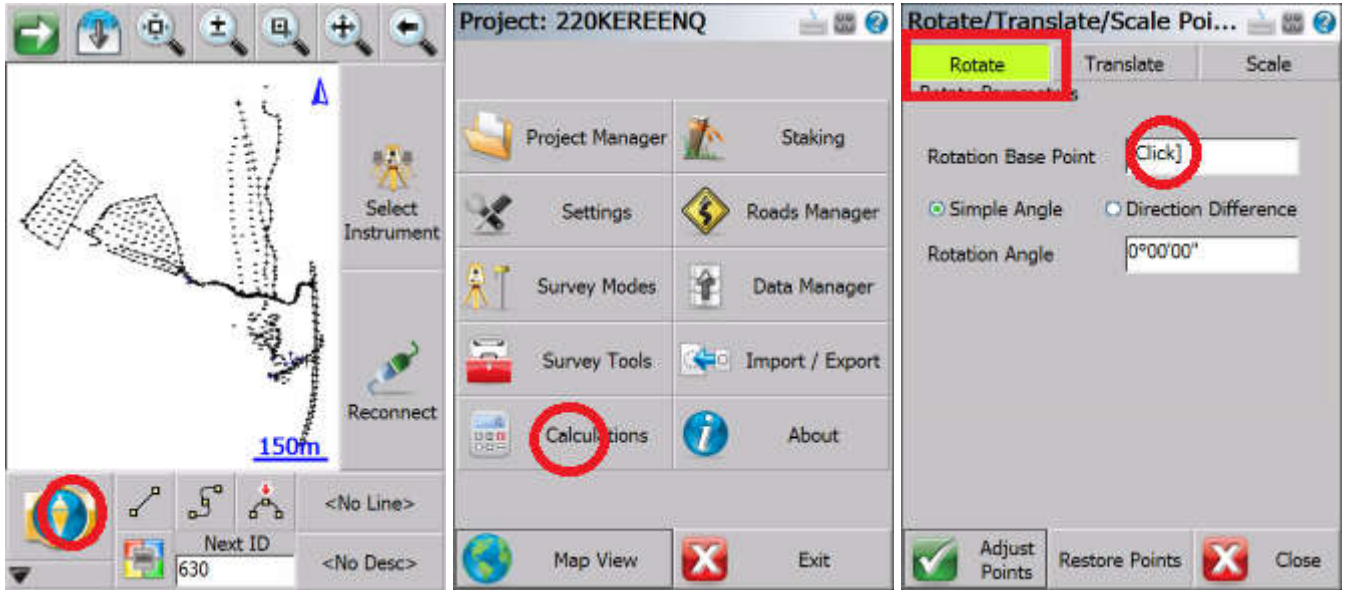 Select
Instrument
Reconnect
150m
<No Line>
Next ID
630
<No Desc>
Project: 220KEREENQ
Project Manager
Staking
Settings
Roads Manager
Survey Modes
Data Manager
Survey Tools
Import / Export
Calculations
About
Map View
Exit
Rotate/Translate/Scale Poi...
Rotate
Translate
Scale
Rotate Parameters
Rotation Base Point
Click]
Simple Angle
Direction Difference
Rotation Angle
0°00'00"
Adjust
Points
Restore Points
Close